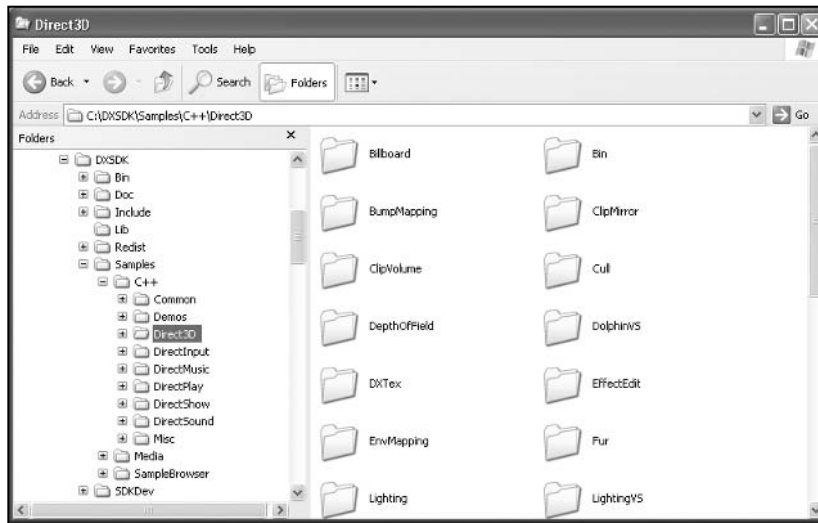 Direct3D
File Edit View Favorites Tools Help
Back Search Folders
Address C:\DXSDK\Samples\C++\Direct3D Go
Folders
DXSDK
Bin
Doc
Include
Lib
Redist
Samples
C++
Common
Demos
Direct3D
DirectInput
DirectMusic
DirectPlay
DirectShow
DirectSound
Misc
Media
SampleBrowser
SDKDev
Billboard Bin
BumpMapping ClipMirror
ClipVolume Cull
DepthOfField DolphinVS
DXTex EffectEdit
EnvMapping Fur
Lighting LightingVS